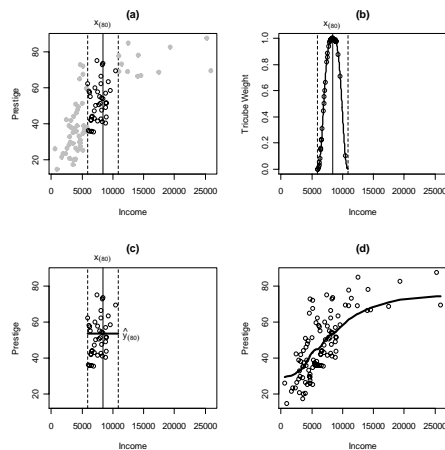 (a)
x(80)
Prestige
80
60
40
20
0
5000
10000
15000
20000
25000
Income
(b)
x(80)
Tricube Weight
1.0
0.8
0.6
0.4
0.2
0.0
0
5000
10000
15000
20000
25000
Income
(c)
x(80)
Prestige
80
60
40
20
ŷ(80)
0
5000
10000
15000
20000
25000
Income
(d)
Prestige
80
60
40
20
0
5000
10000
15000
20000
25000
Income